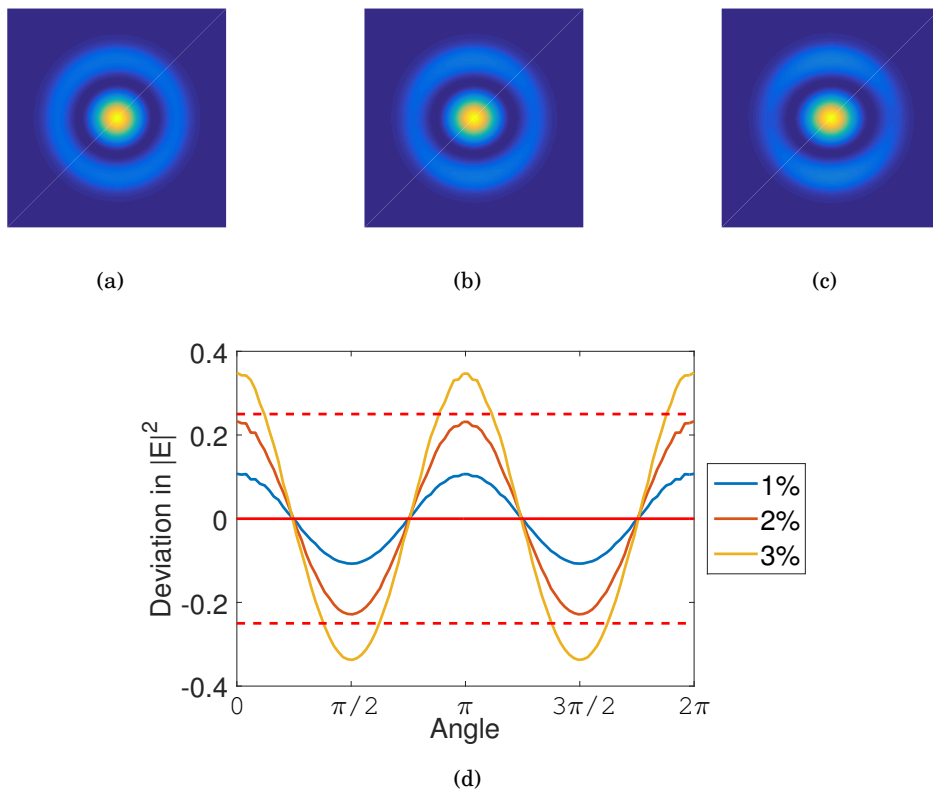 (a)
(b)
(c)
Deviation in |E|²
0.4
0.2
0
-0.2
-0.4
0
π/2
π
3π/2
2π
Angle
1%
2%
3%
(d)